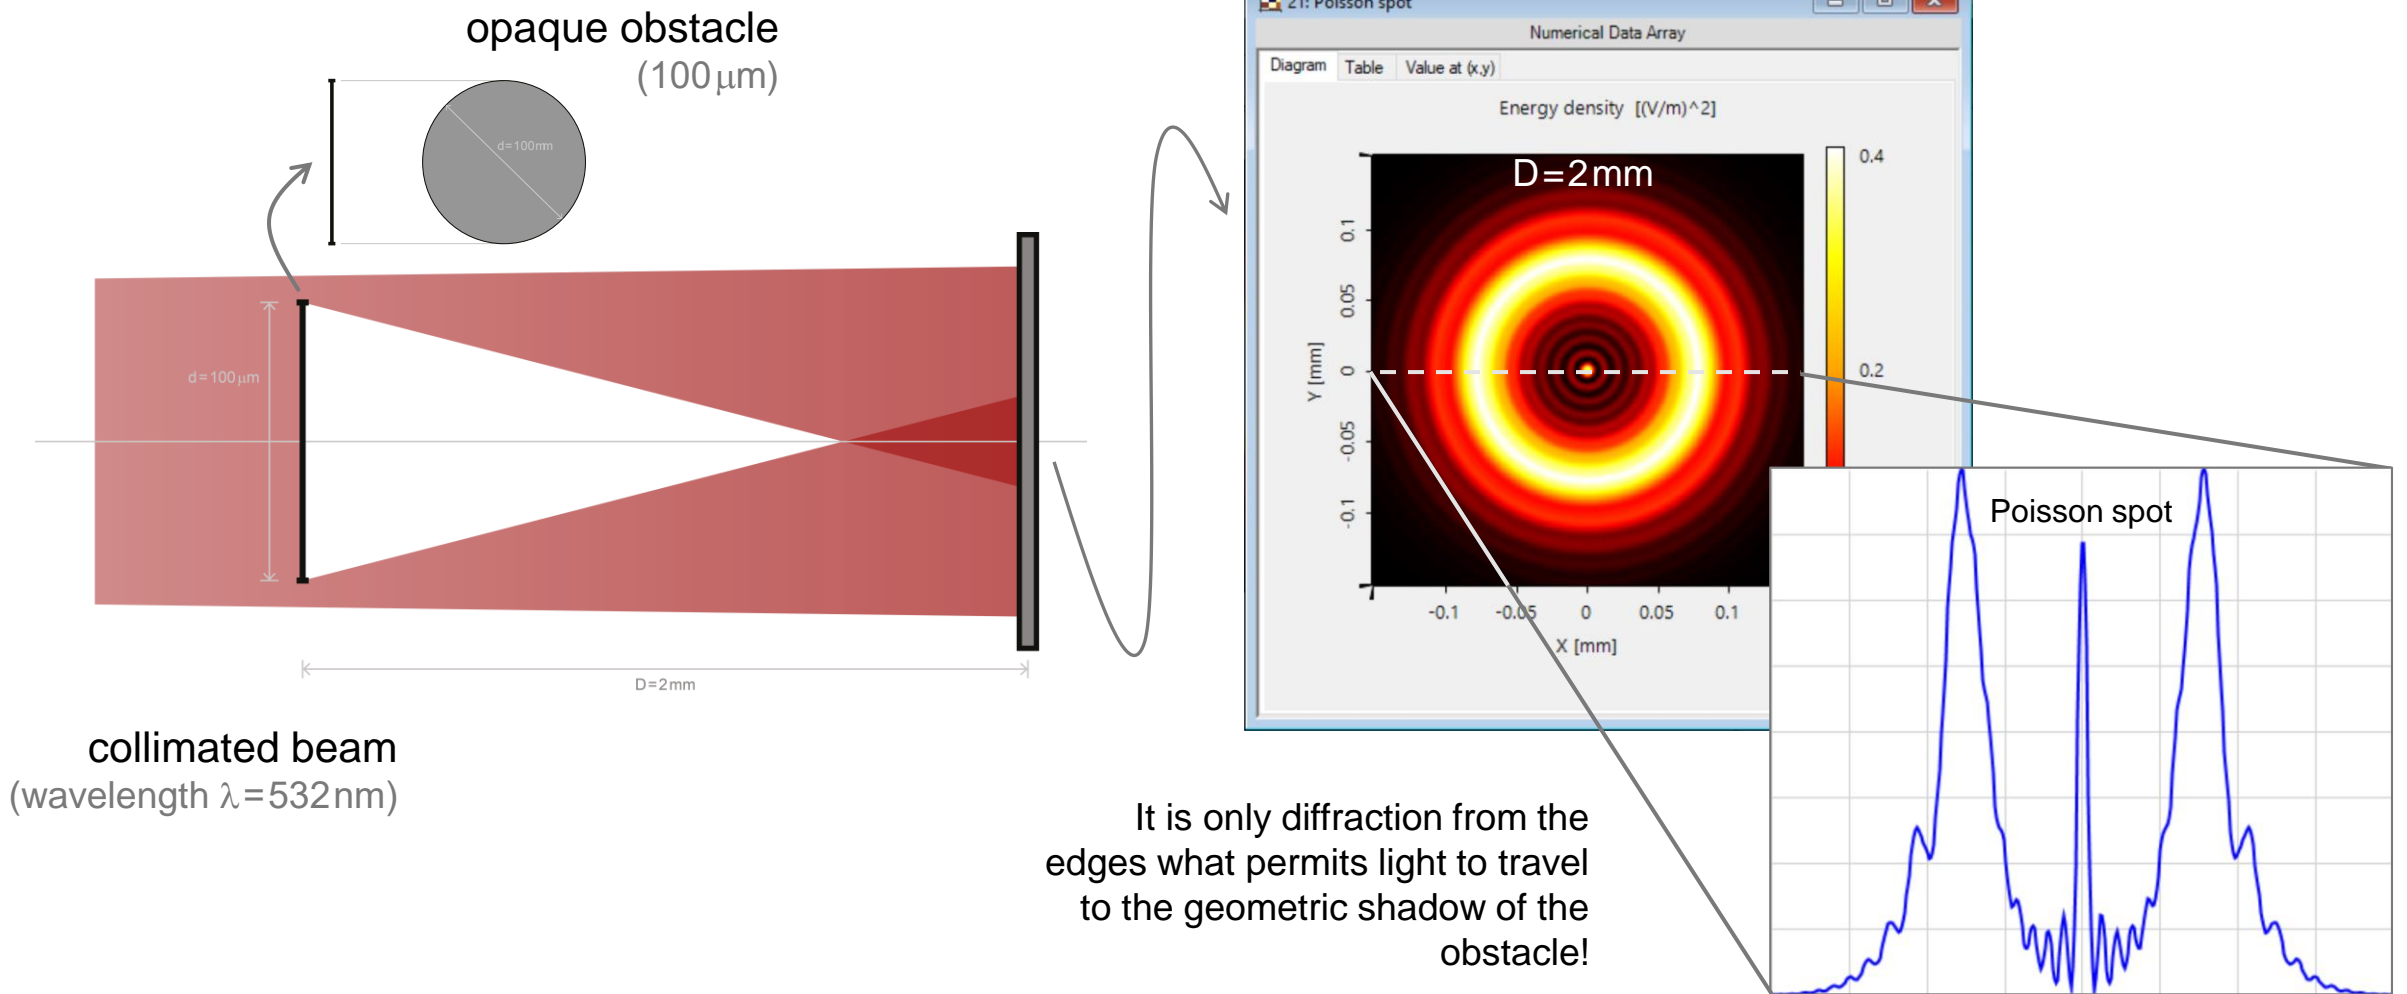 opaque obstacle
(100 μm)
d=100nm
d=100 μm
D=2mm
collimated beam
(wavelength λ=532nm)
21: Poisson spot
Numerical Data Array
Diagram Table Value at (x,y)
Energy density [(V/m)^2]
D=2mm
0.4
0.2
Y [mm]
0.1
0.05
0
-0.05
-0.1
-0.1 -0.05 0 0.05 0.1
X [mm]
Poisson spot
It is only diffraction from the
edges what permits light to travel
to the geometric shadow of the
obstacle!